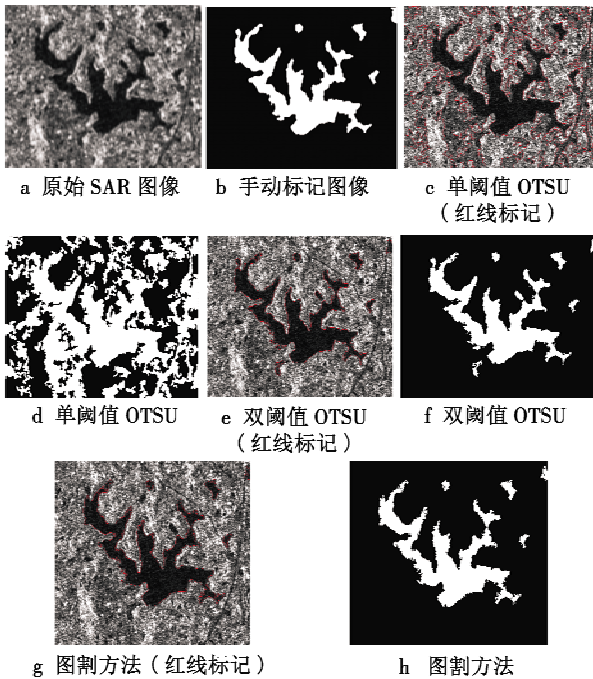 a 原始 SAR 图像
b 手动标记图像
c 单阈值 OTSU
（红线标记）
d 单阈值 OTSU
e 双阈值 OTSU
（红线标记）
f 双阈值 OTSU
g 图割方法（红线标记）
h 图割方法